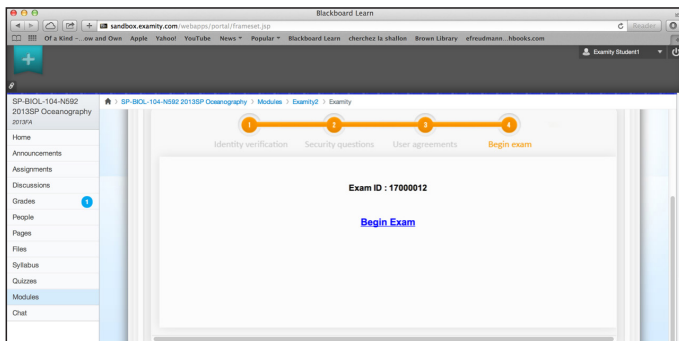 Blackboard Learn
sandbox.examity.com/webapps/portal/frameset.jsp
Reader
Of a Kind – ...ow and Own Apple Yahoo! YouTube News Popular Blackboard Learn cherchez la shallon Brown Library efreudmann...hbooks.com
Examity Student1
SP-BIOL-104-N592
2013SP Oceanography
2013FA
SP-BIOL-104-N592 2013SP Oceanography > Modules > Examity2 > Examity
Home
Announcements
Assignments
Discussions
Grades 1
People
Pages
Files
Syllabus
Quizzes
Modules
Chat
1 2 3 4
Identity verification Security questions User agreements Begin exam
Exam ID : 17000012
Begin Exam